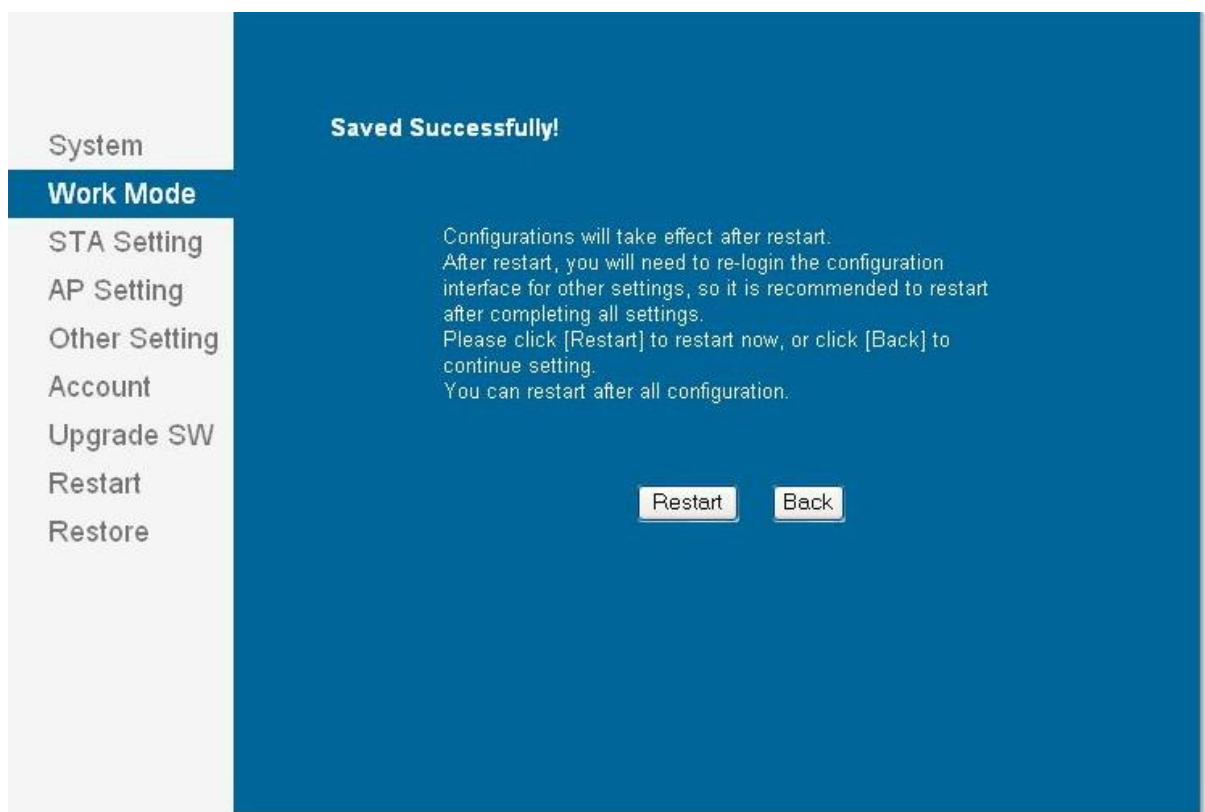 System
Work Mode
STA Setting
AP Setting
Other Setting
Account
Upgrade SW
Restart
Restore
Saved Successfully!
Configurations will take effect after restart.
After restart, you will need to re-login the configuration
interface for other settings, so it is recommended to restart
after completing all settings.
Please click [Restart] to restart now, or click [Back] to
continue setting.
You can restart after all configuration.
Restart Back